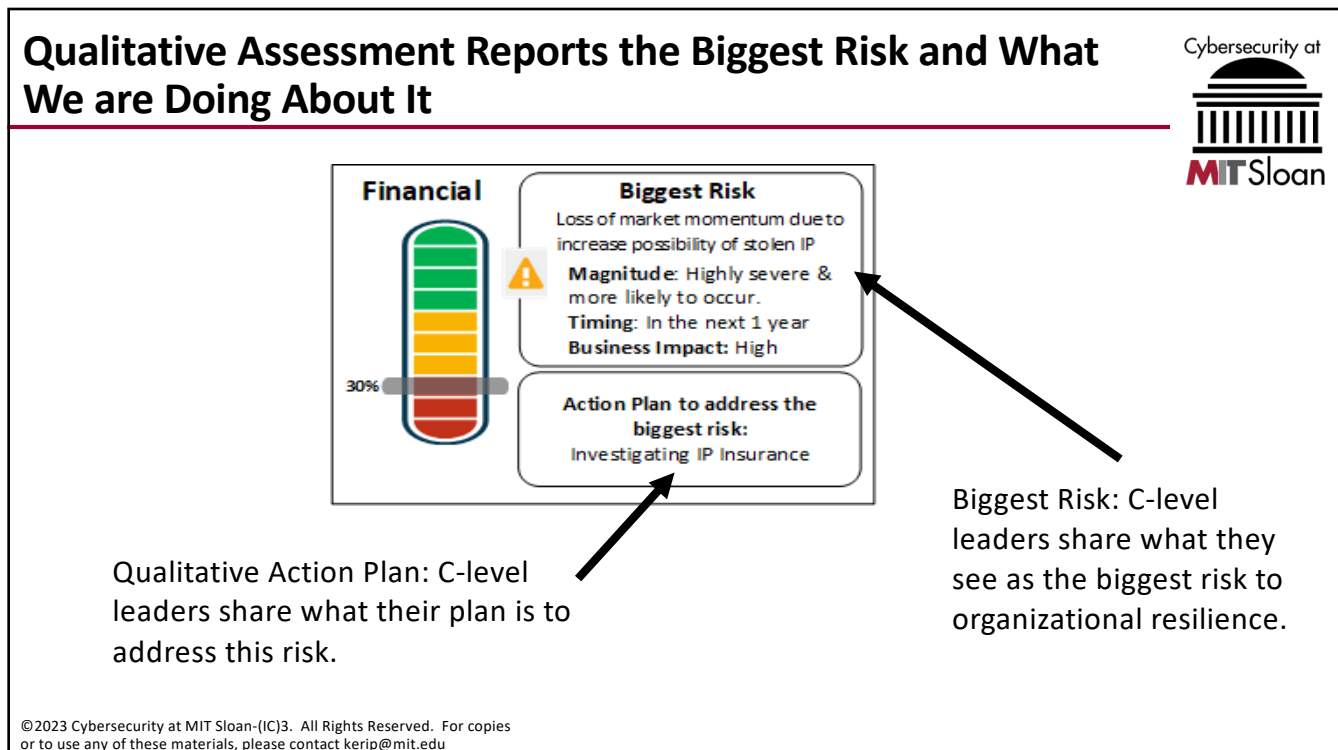 Qualitative Assessment Reports the Biggest Risk and What
We are Doing About It
Cybersecurity at
MIT Sloan
Financial
30%
Biggest Risk
Loss of market momentum due to
increase possibility of stolen IP
Magnitude: Highly severe &
more likely to occur.
Timing: In the next 1 year
Business Impact: High
Action Plan to address the
biggest risk:
Investigating IP Insurance
Biggest Risk: C-level
leaders share what they
see as the biggest risk to
organizational resilience.
Qualitative Action Plan: C-level
leaders share what their plan is to
address this risk.
©2023 Cybersecurity at MIT Sloan-(IC)3. All Rights Reserved. For copies
or to use any of these materials, please contact kerip@mit.edu